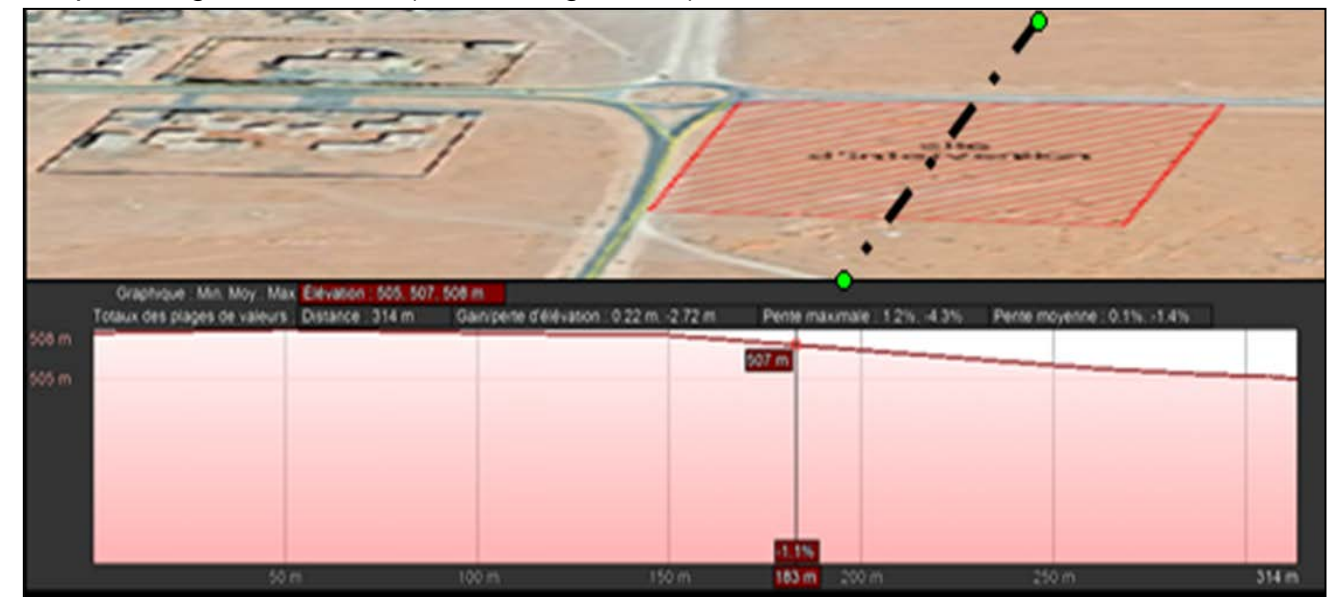 site
d'intervention
Graphique : Min. Moy . Max Élévation : 505, 507, 508 m
Totaux des plages de valeurs : Distance : 314 m Gain/perte d'élévation : 0.22 m, -2.72 m Pente maximale : 1.2%, -4.3% Pente moyenne : 0.1%, -1.4%
508 m
507 m
505 m
-1.1%
50 m 100 m 150 m 183 m 200 m 250 m 314 m